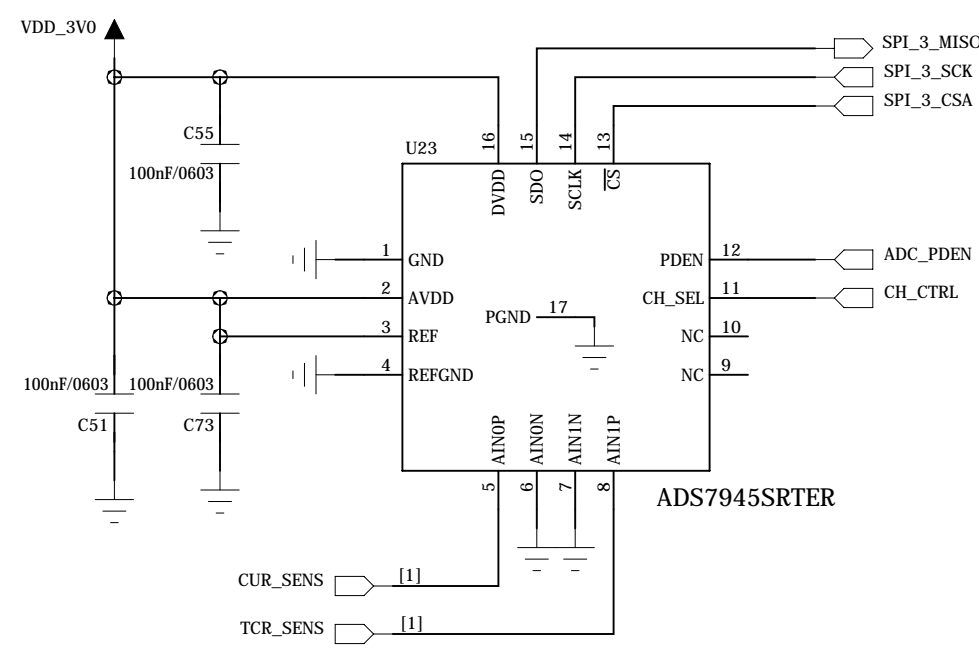 VDD_3V0
SPI_3_MISO
SPI_3_SCK
SPI_3_CSA
C55
100nF/0603
U23
16
15
14
13
DVDD
SDO
SCLK
CS
1
GND
PDEN
12
ADC_PDEN
2
AVDD
CH_SEL
11
CH_CTRL
PGND
17
3
REF
NC
10
4
REFGND
NC
9
100nF/0603
100nF/0603
C51
C73
AIN0P
AIN0N
AIN1N
AIN1P
5
6
7
8
ADS7945SRTER
CUR_SENS
[1]
TCR_SENS
[1]